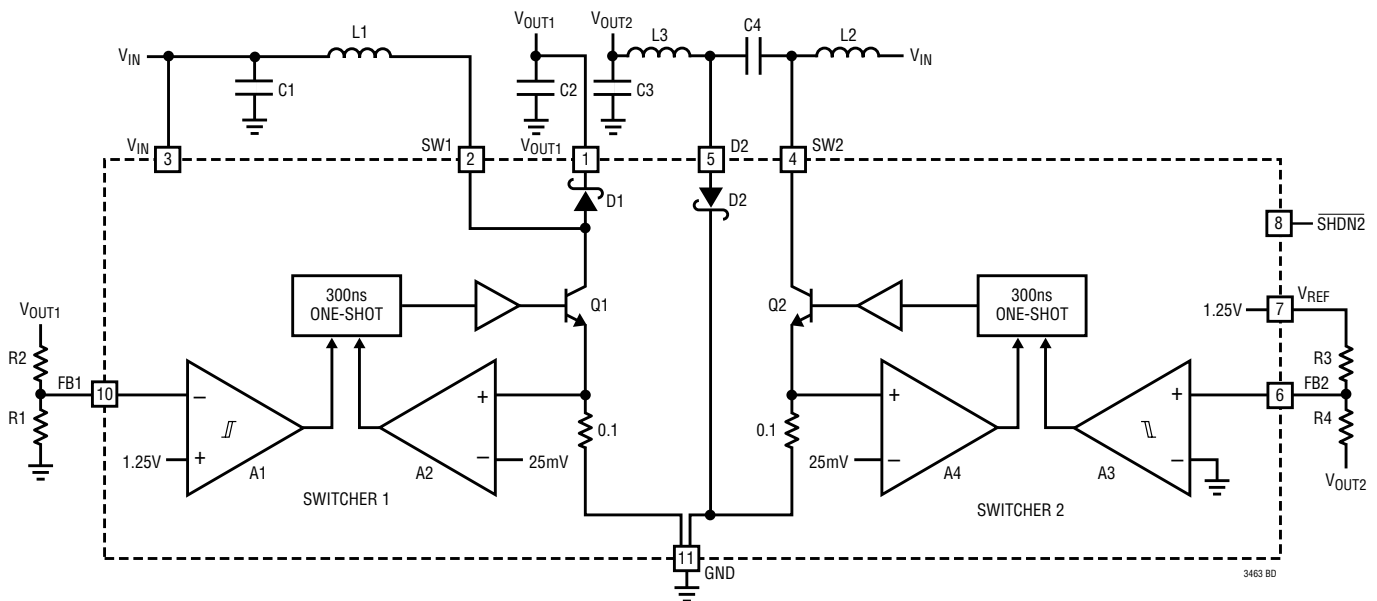 VIN
L1
C1
VOUT1
C2
VOUT2
C3
L3
C4
L2
VIN
VIN
3
SW1
2
VOUT1
1
5
D2
4
SW2
D1
D2
8
SHDN2
300ns
ONE-SHOT
Q1
Q2
300ns
ONE-SHOT
1.25V
7
VREF
VOUT1
R2
FB1
10
R1
R3
6
FB2
R4
VOUT2
–
+
1.25V
A1
+
–
A2
25mV
0.1
0.1
+
–
25mV
A4
+
–
A3
SWITCHER 1
SWITCHER 2
11
GND
3463 BD